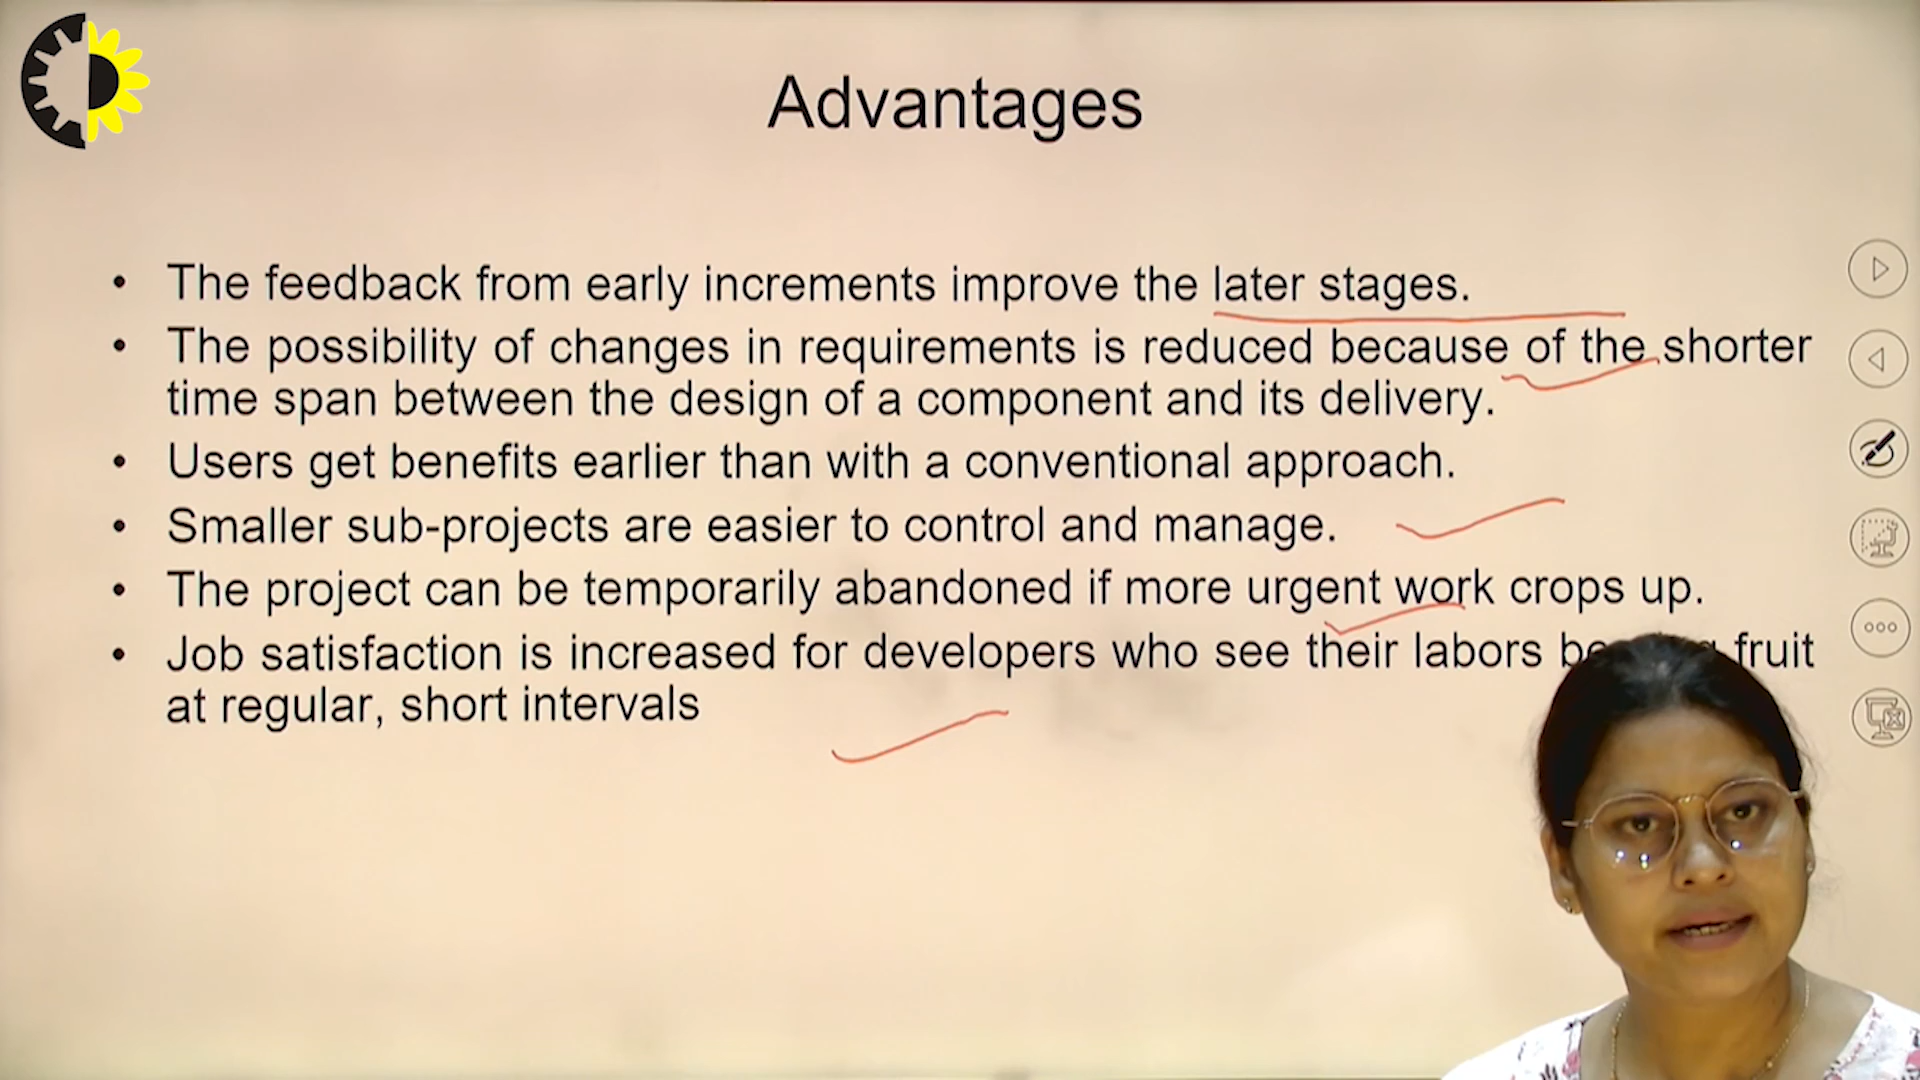 Advantages
• The feedback from early increments improve the later stages.
• The possibility of changes in requirements is reduced because of the shorter
time span between the design of a component and its delivery.
• Users get benefits earlier than with a conventional approach.
• Smaller sub-projects are easier to control and manage.
• The project can be temporarily abandoned if more urgent work crops up.
• Job satisfaction is increased for developers who see their labors fruit
at regular, short intervals